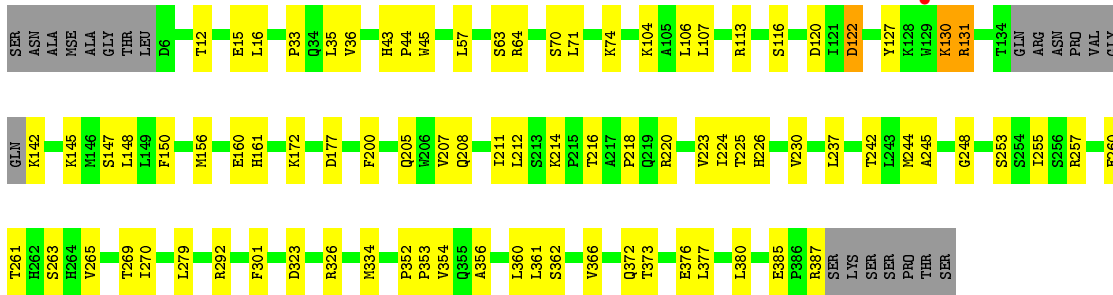 SER ASN ALA MSE ALA GLY THR LEU D6 T12 E15 L16 P33 Q34 L35 V36 H43 P44 W45 L57 S63 R64 S70 L71 K74 K104 A105 L106 L107 R113 S116 D120 I121 D122 Y127 K128 W129 K130 R131 T134 GLN ARG ASN PRO VAL GLY
GLN K142 K145 M146 S147 L148 L149 F150 M156 E160 H161 K172 D177 F200 Q205 W206 V207 Q208 I211 L212 S213 K214 P215 T216 A217 P218 Q219 R220 V223 I224 T225 H226 V230 L237 T242 L243 M244 A245 G248 S253 S254 I255 S256 R257
T261 H262 S263 H264 V265 T269 I270 L279 R292 F301 D323 R326 M334 P352 P353 V354 Q355 A356 L360 L361 S362 V366 Q372 T373 E376 L377 L380 E385 P386 R387 SER LYS SER SER PRO THR SER